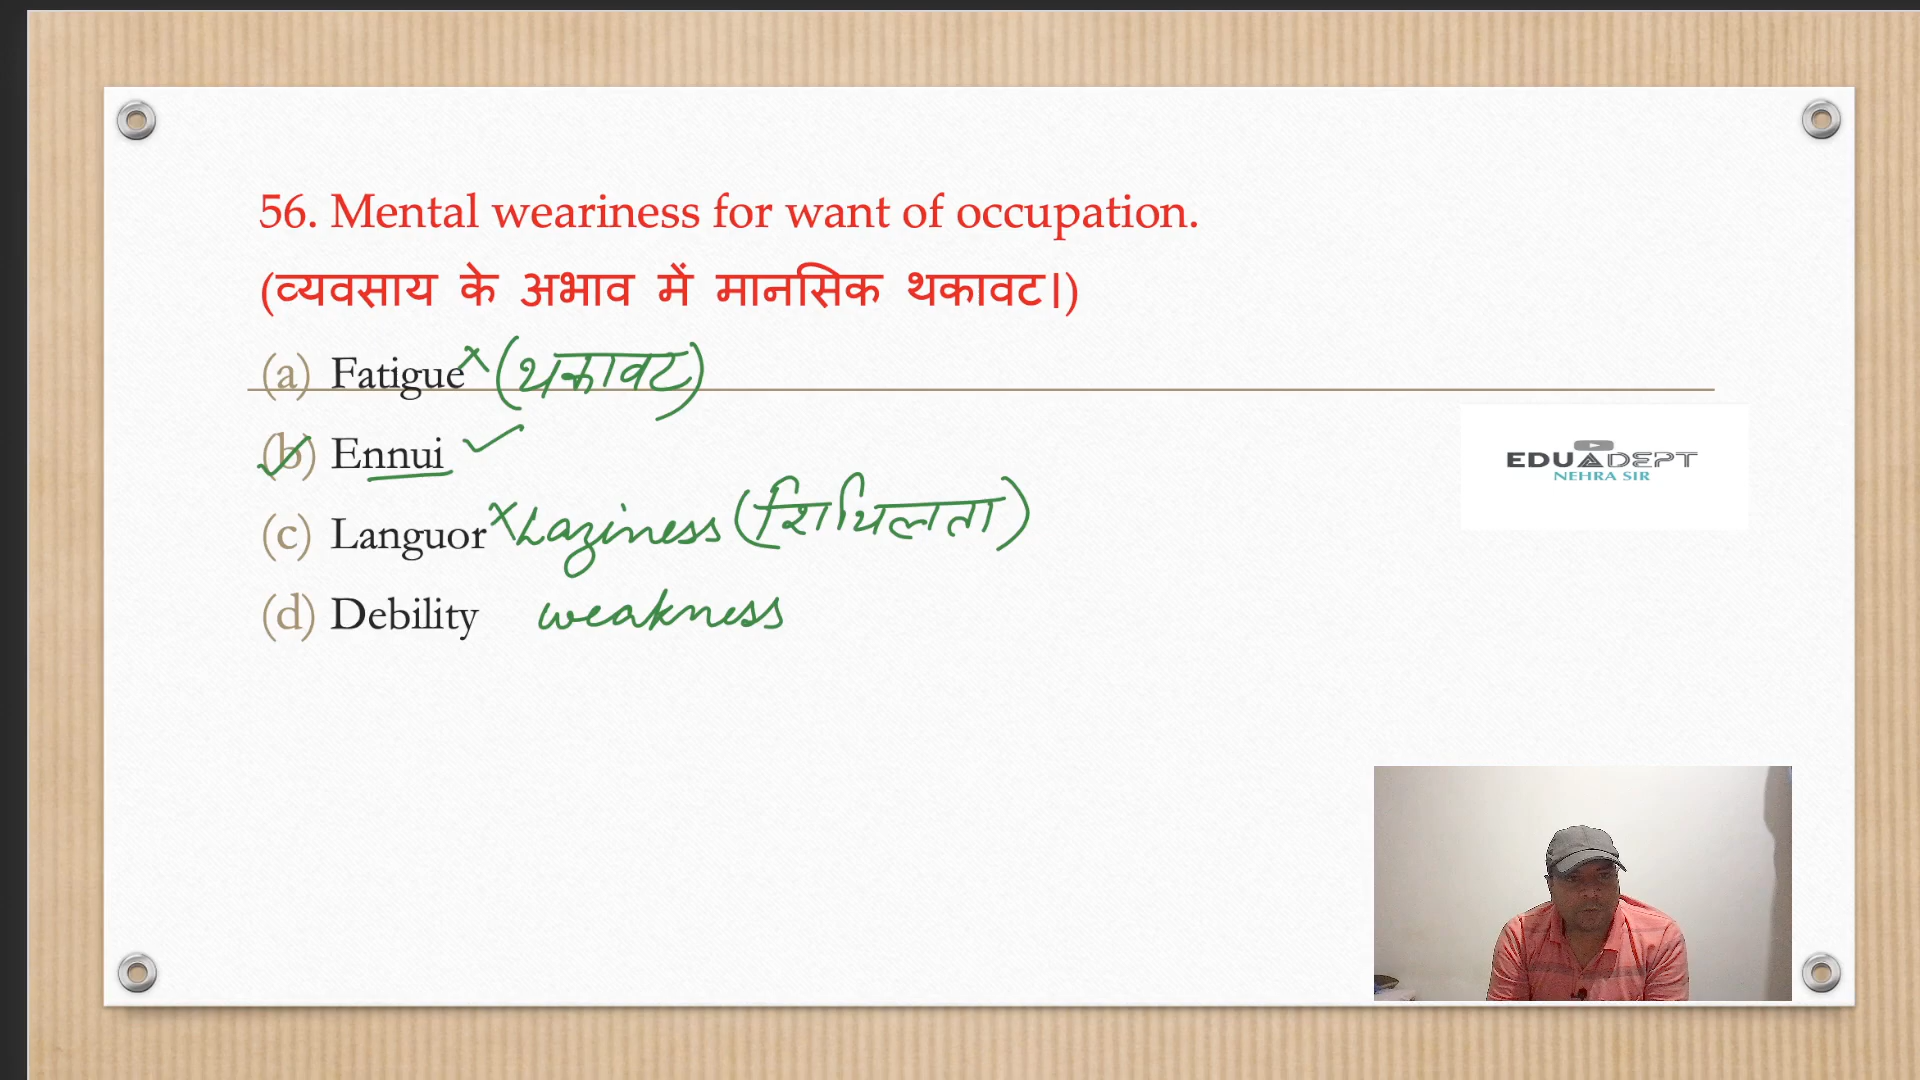 56. Mental weariness for want of occupation.
(व्यवसाय के अभाव में मानसिक थकावट।)
(a) Fatigue × (थकावट)
(b) Ennui ✓
(c) Languor × Laziness (शिथिलता)
(d) Debility weakness
EDUADEPT
NEHRA SIR